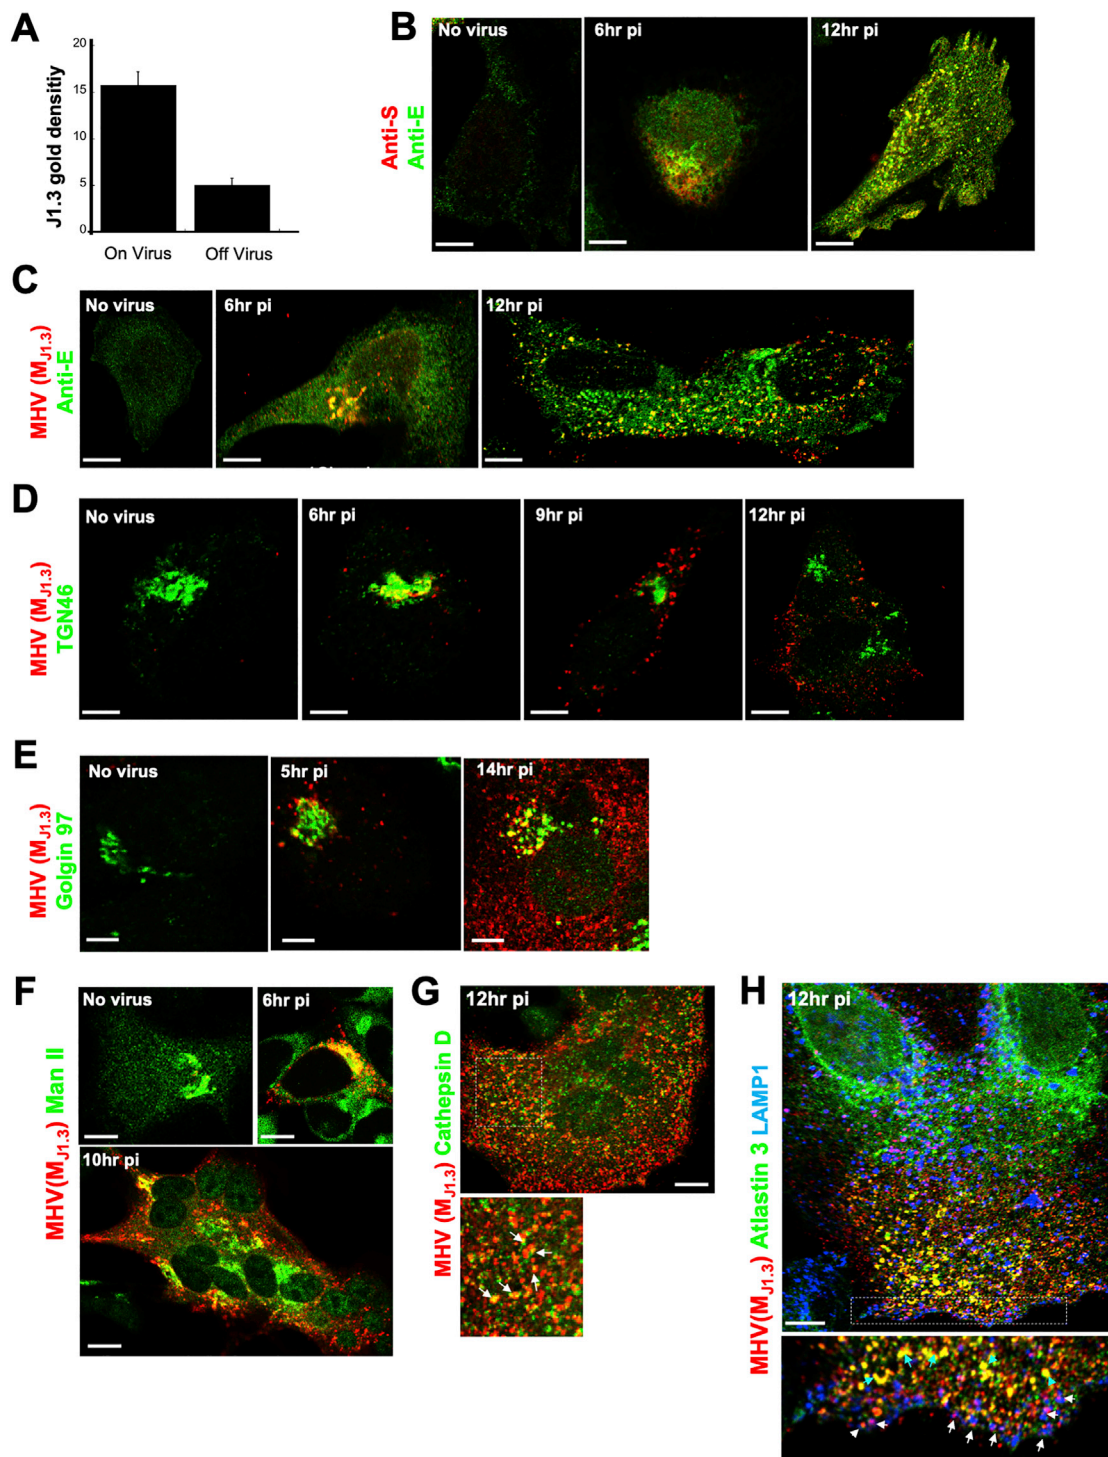 A
J1.3 gold densitiy
20
15
10
5
0
On Virus
Off Virus
B
Anti-S
Anti-E
No virus
6hr pi
12hr pi
C
MHV (MJ1.3)
Anti-E
No virus
6hr pi
12hr pi
D
MHV (MJ1.3)
TGN46
No virus
6hr pi
9hr pi
12hr pi
E
MHV (MJ1.3)
Golgin 97
No virus
5hr pi
14hr pi
F
MHV(MJ1.3) Man II
No virus
6hr pi
10hr pi
G
MHV (MJ1.3) Cathepsin D
12hr pi
H
MHV(MJ1.3) Atlastin 3 LAMP1
12hr pi